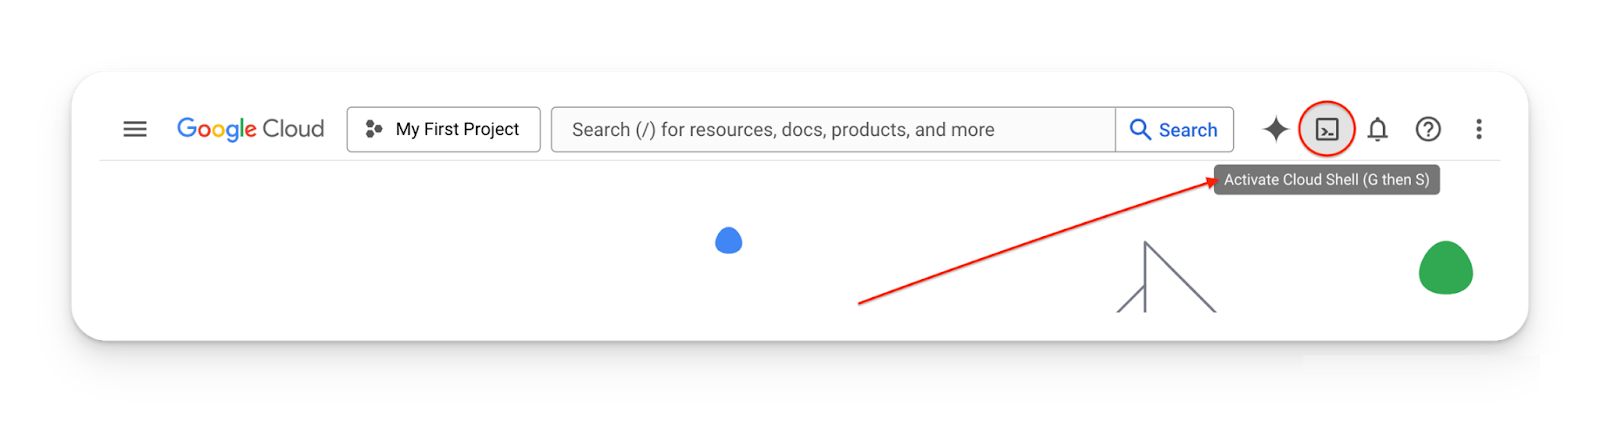 Google Cloud
My First Project
Search (/) for resources, docs, products, and more
Search
Activate Cloud Shell (G then S)